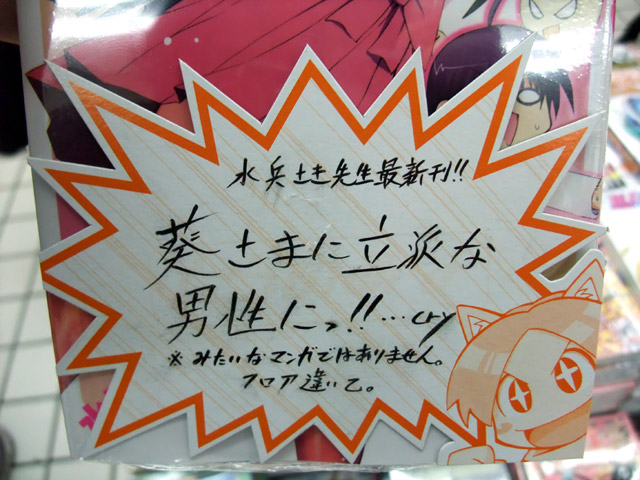 水兵きき先生最新刊!!
葵さまに立派な
男性にっ!!…cry
※みたいなマンガではありません。
フロア違いて。